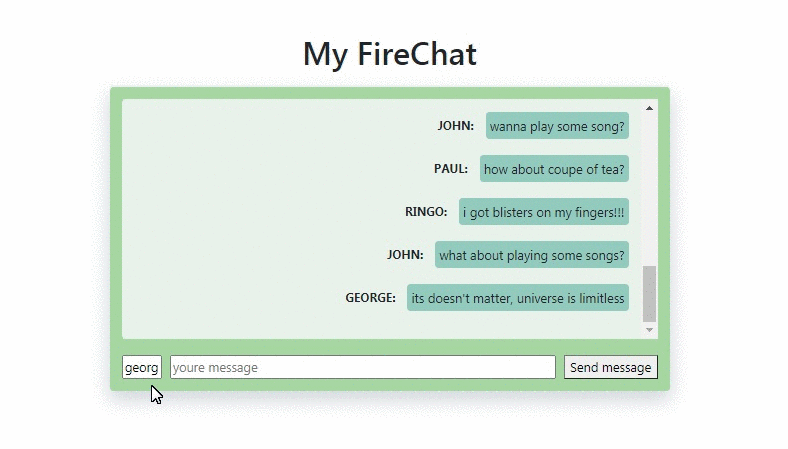 My FireChat
JOHN: wanna play some song?
PAUL: how about coupe of tea?
RINGO: i got blisters on my fingers!!!
JOHN: what about playing some songs?
GEORGE: its doesn't matter, universe is limitless
georg youre message Send message